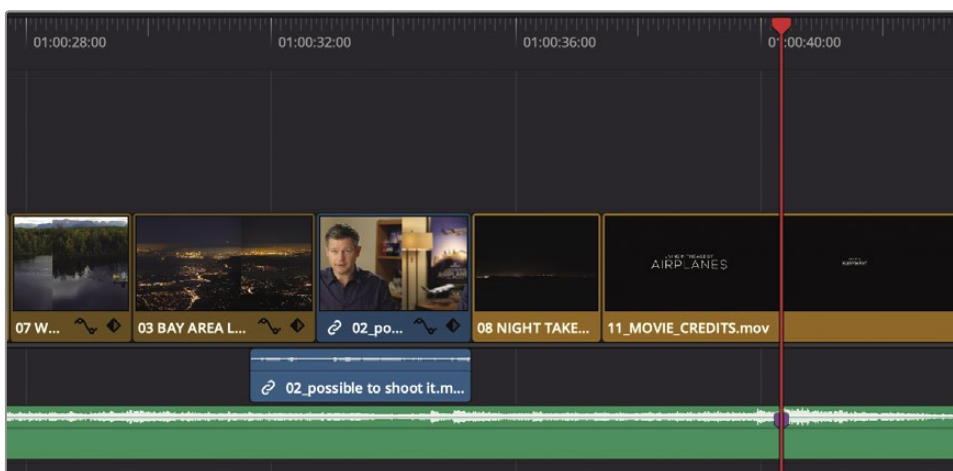 01:00:28:00
01:00:32:00
01:00:36:00
01:00:40:00
AIRPLANES
07 W...
03 BAY AREA L...
02_po...
08 NIGHT TAKE...
11_MOVIE_CREDITS.mov
02_possible to shoot it.m...